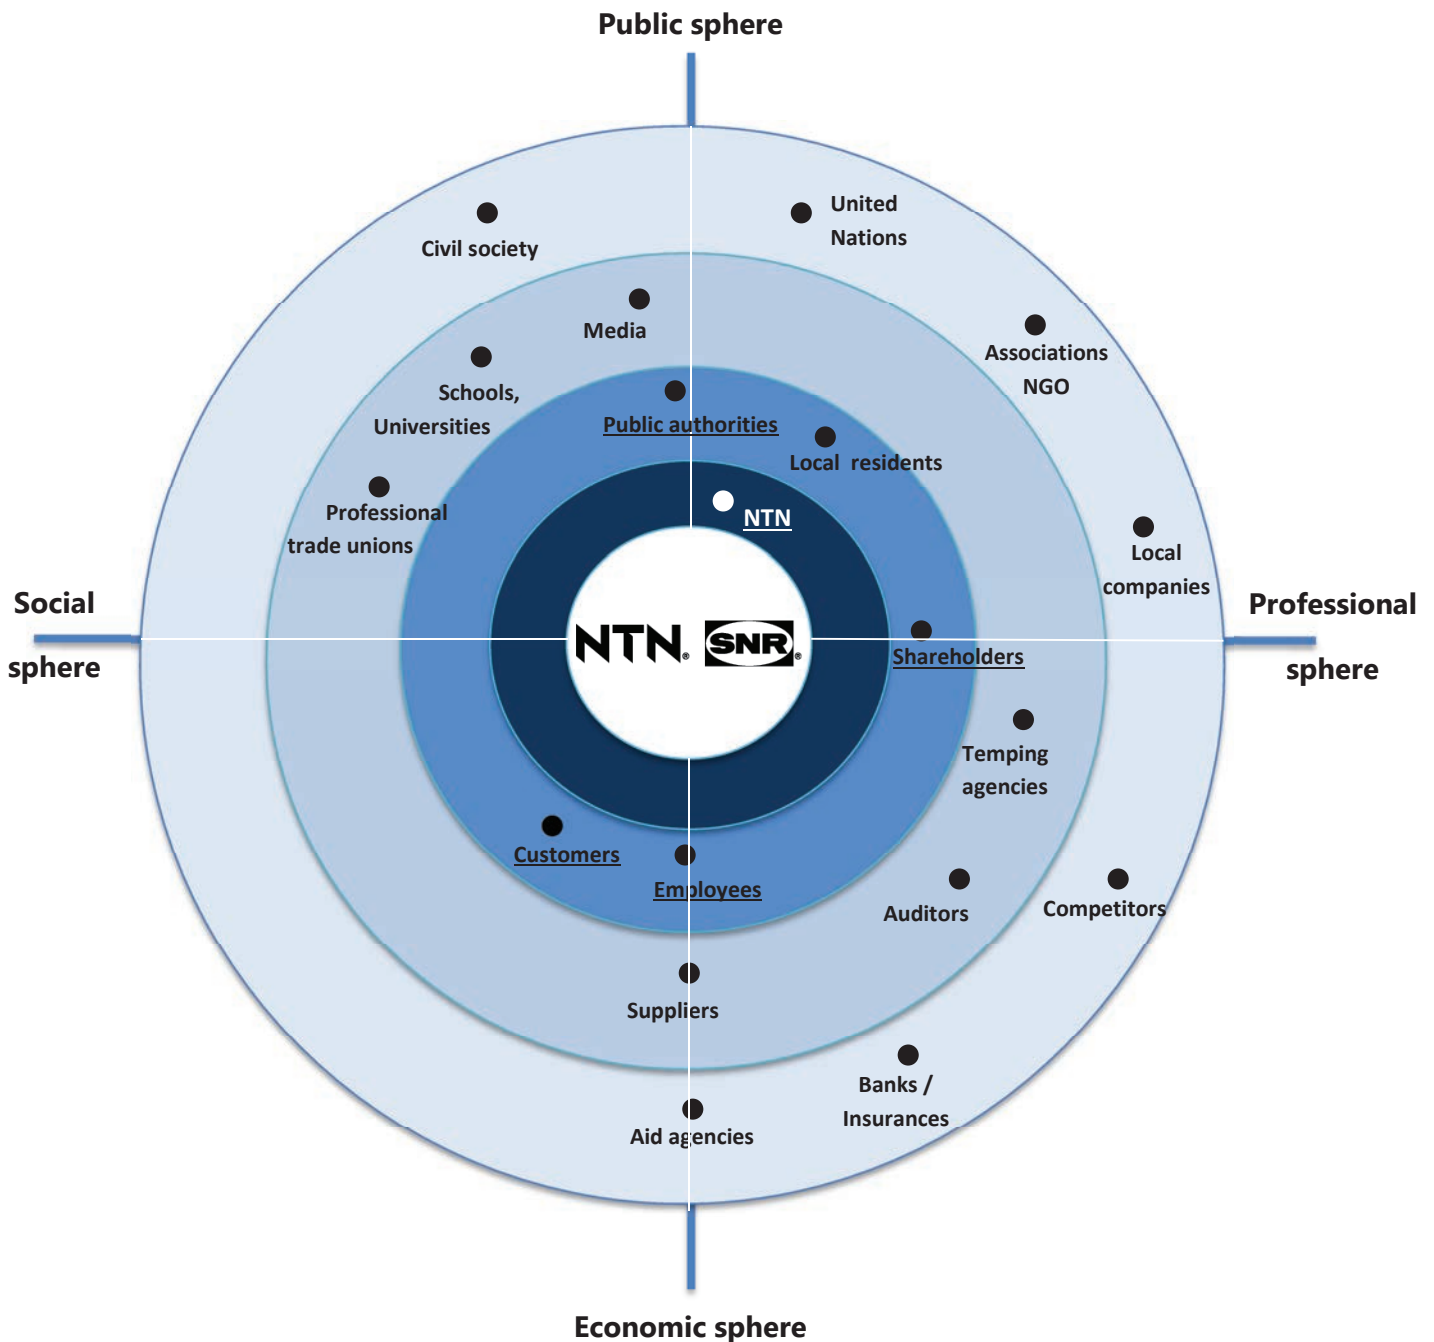 Public sphere
United
Nations
Civil society
Media
Associations
NGO
Schools,
Universities
Public authorities
Local residents
Professional
trade unions
NTN
Local
companies
Social
sphere
NTN® SNR®
Professional
sphere
Shareholders
Temping
agencies
Customers
Employees
Auditors
Competitors
Suppliers
Banks /
Insurances
Aid agencies
Economic sphere